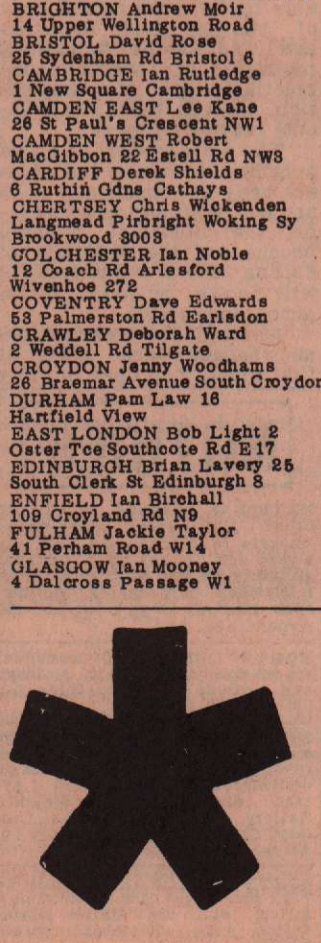 BRIGHTON Andrew Moir
14 Upper Wellington Road
BRISTOL David Rose
25 Sydenham Rd Bristol 6
CAMBRIDGE Ian Rutledge
1 New Square Cambridge
CAMDEN EAST Lee Kane
26 St Paul's Crescent NW1
CAMDEN WEST Robert
MacGibbon 22 Estell Rd NW3
CARDIFF Derek Shields
6 Ruthin Gdns Cathays
CHERTSEY Chris Wickenden
Langmead Pirbright Woking Sy
Brookwood 3003
COLCHESTER Ian Noble
12 Coach Rd Arlesford
Wivenhoe 272
COVENTRY Dave Edwards
53 Palmerston Rd Earlsdon
CRAWLEY Deborah Ward
2 Weddell Rd Tilgate
CROYDON Jenny Woodhams
26 Braemar Avenue South Croydon
DURHAM Pam Law 16
Hartfield View
EAST LONDON Bob Light 2
Oster Tce Southcote Rd E17
EDINBURGH Brian Lavery 25
South Clerk St Edinburgh 8
ENFIELD Ian Birchall
109 Croyland Rd N9
FULHAM Jackie Taylor
41 Perham Road W14
GLASGOW Ian Mooney
4 Dalcross Passage W1